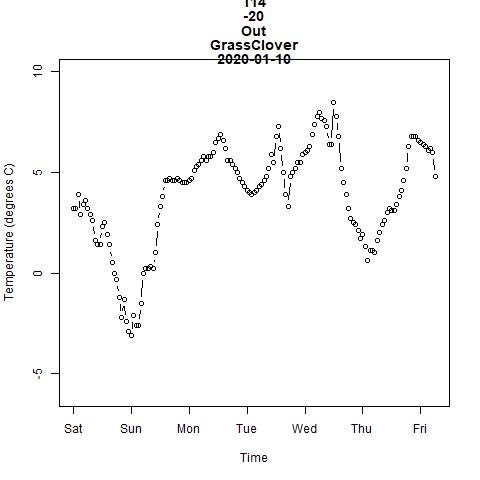 -20
Out
GrassClover
2020-01-10
Temperature (degrees C)
10
5
0
-5
Sat Sun Mon Tue Wed Thu Fri
Time